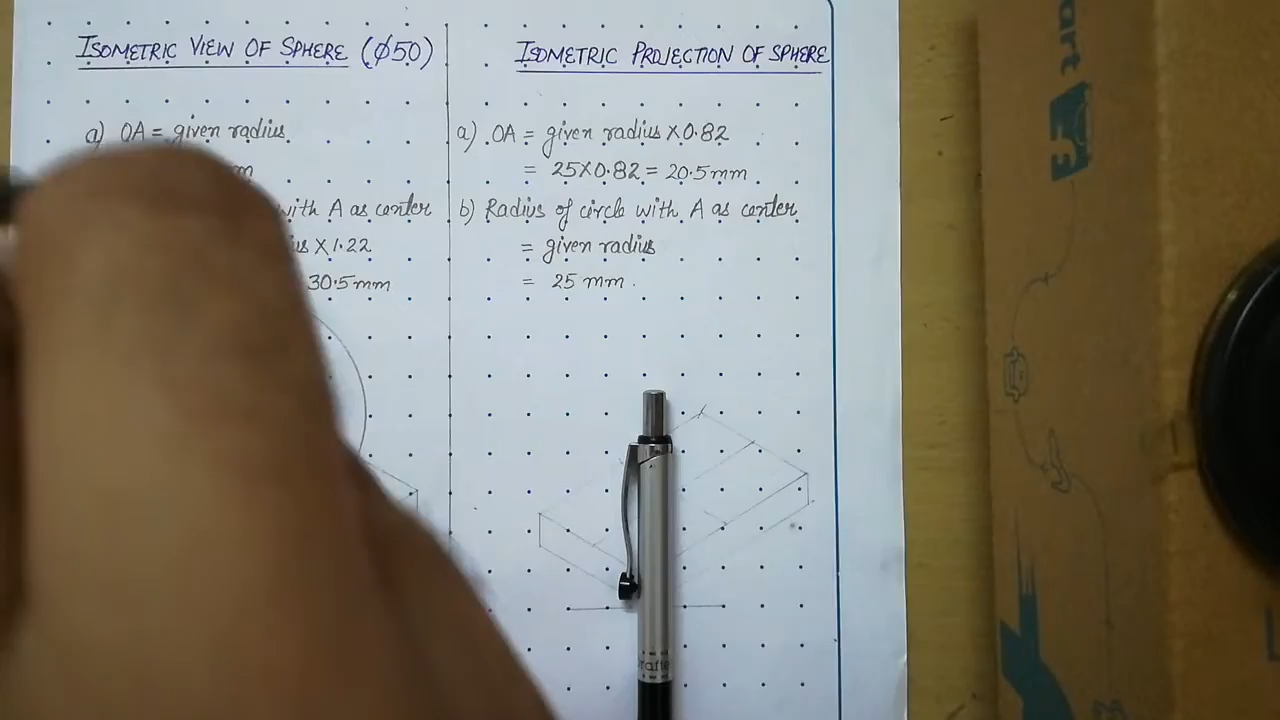 ISOMETRIC VIEW OF SPHERE (Ø50)
a) OA = given radius
with A as center
X 1.22
30.5 mm
ISOMETRIC PROJECTION OF SPHERE
a) OA = given radius X 0.82
= 25 X 0.82 = 20.5 mm
b) Radius of circle with A as center
= given radius
= 25 mm.
art